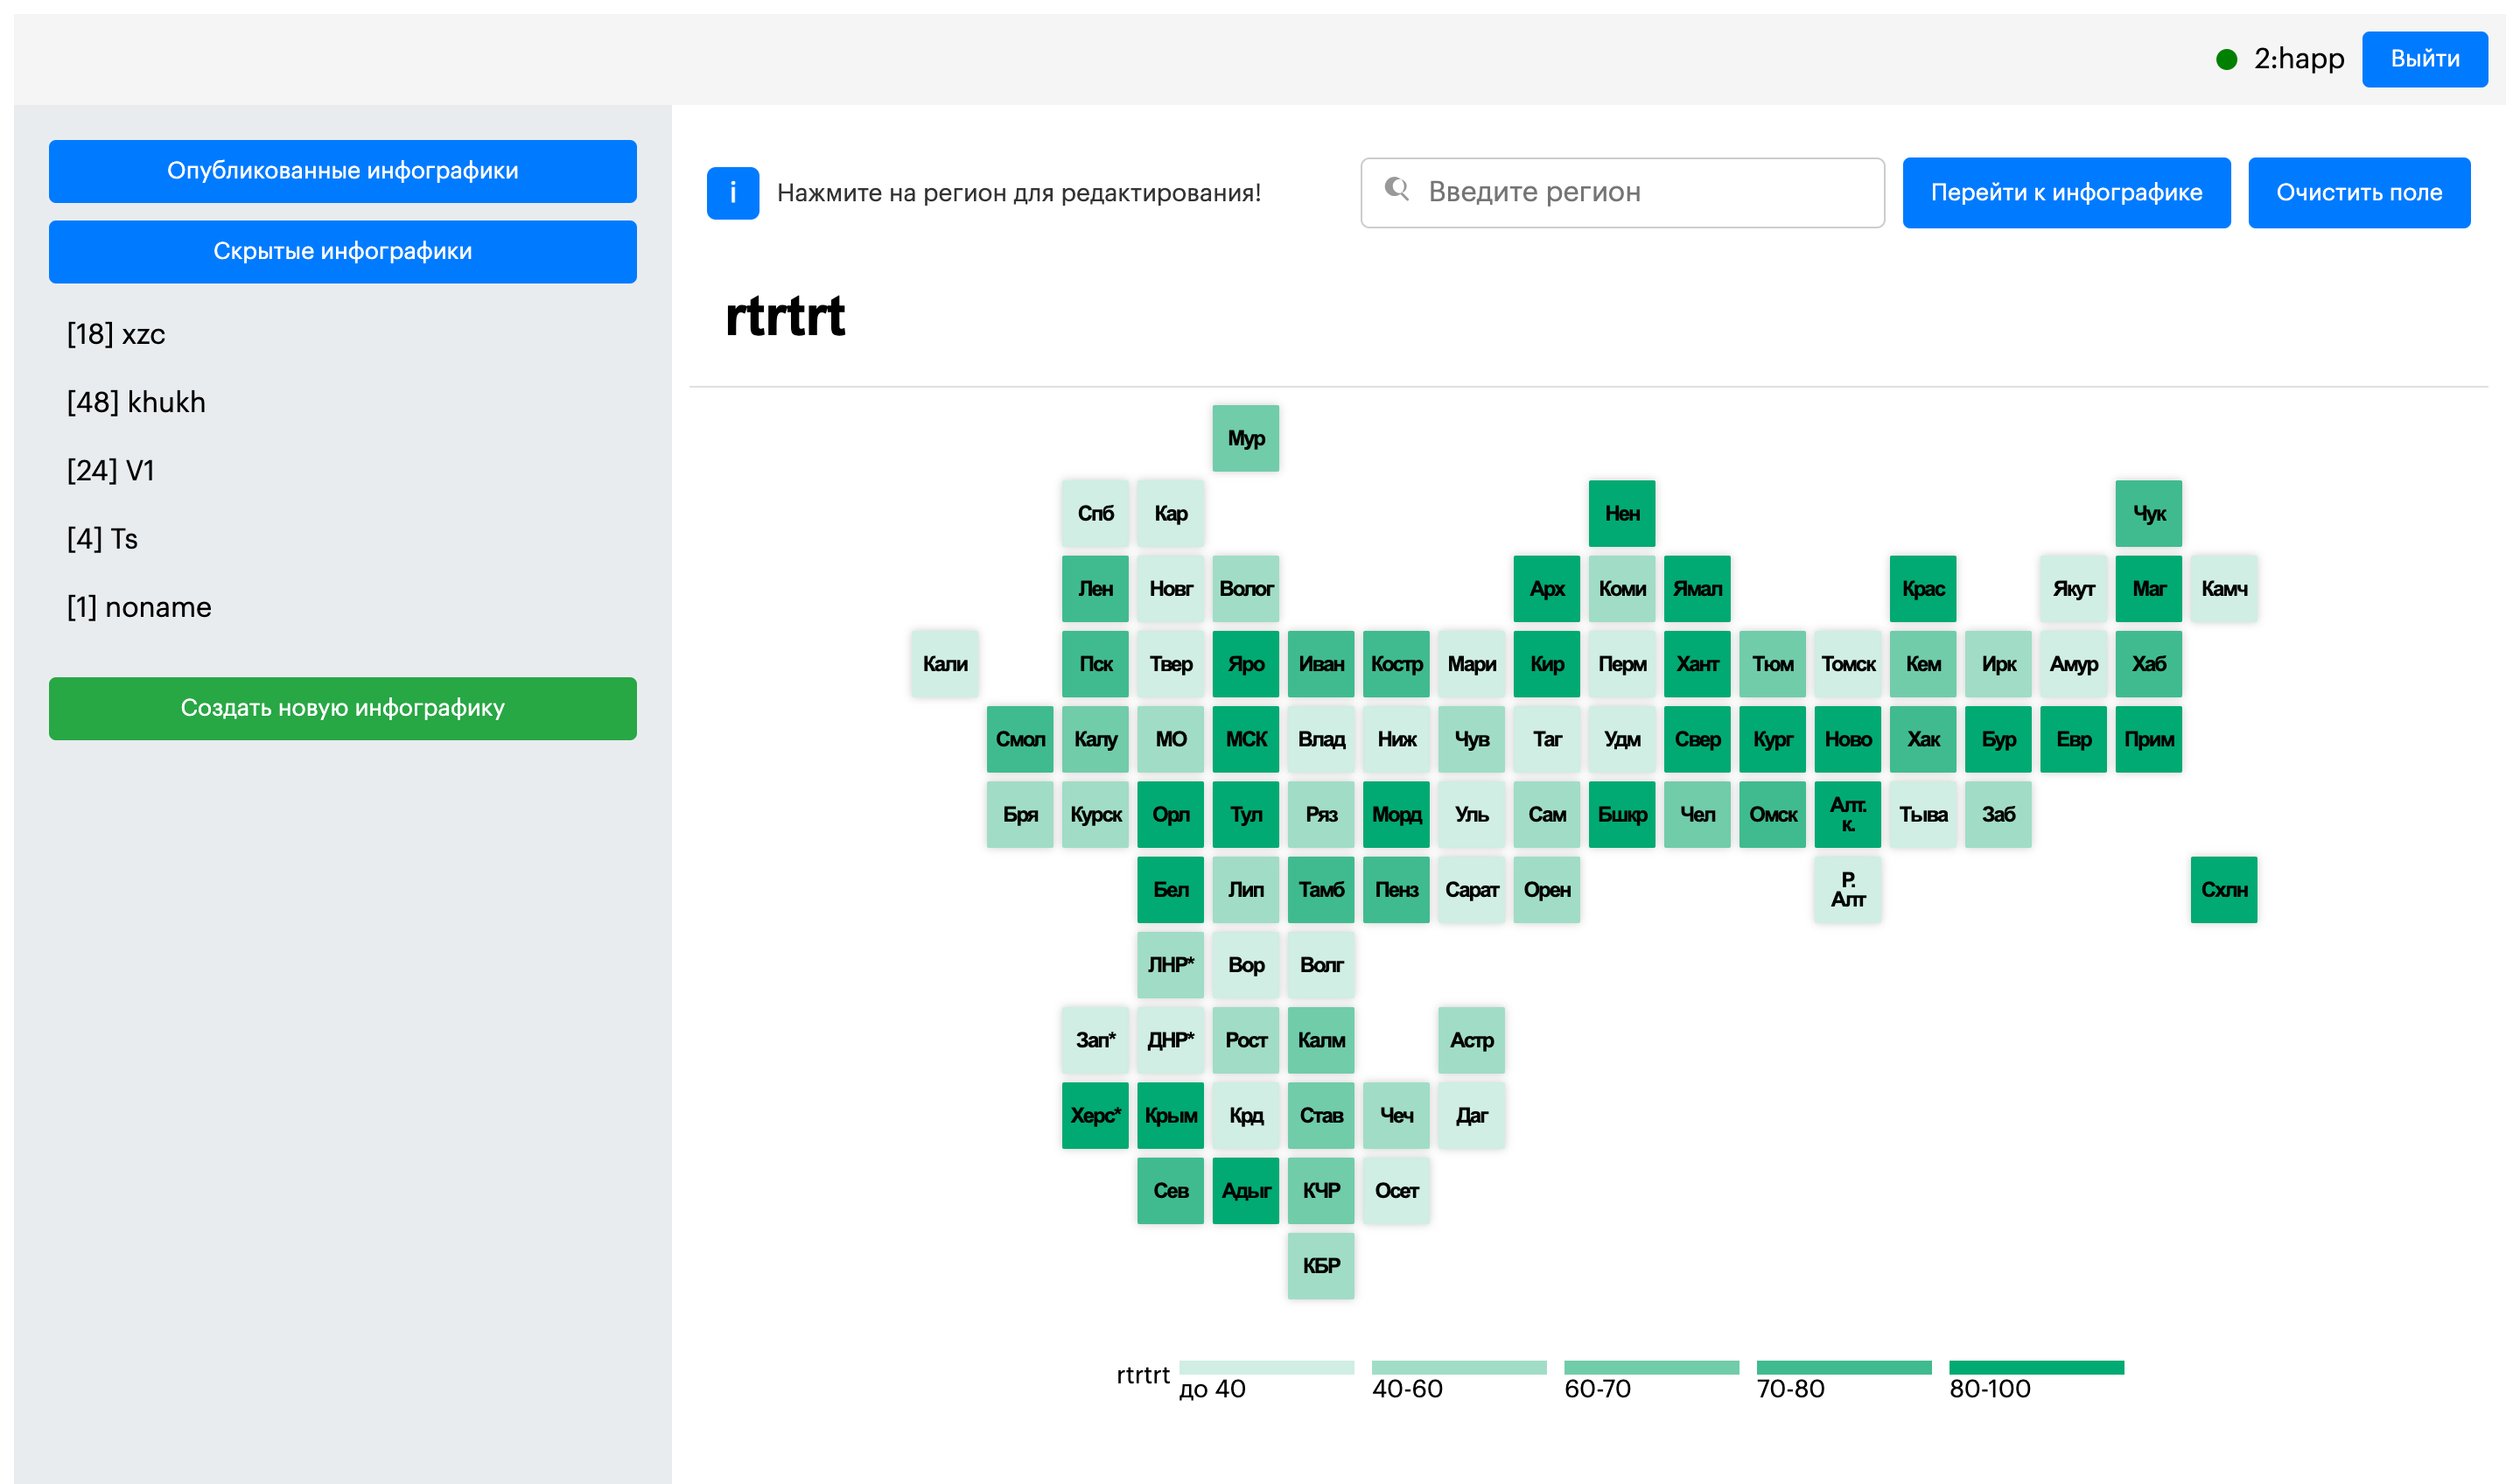 2:happ
Выйти
Опубликованные инфографики
Скрытые инфографики
[18] xzc
[48] khukh
[24] V1
[4] Ts
[1] noname
Создать новую инфографику
i Нажмите на регион для редактирования!
Введите регион
Перейти к инфографике
Очистить поле
rtrtrt
Мур
Спб Кар Нен Чук
Лен Новг Волог Арх Коми Ямал Крас Якут Маг Камч
Кали Пск Твер Яро Иван Костр Мари Кир Перм Хант Тюм Томск Кем Ирк Амур Хаб
Смол Калу МО МСК Влад Ниж Чув Таг Удм Свер Кург Ново Хак Бур Евр Прим
Бря Курск Орл Тул Ряз Морд Уль Сам Бшкр Чел Омск Алт. к. Тыва Заб
Бел Лип Тамб Пенз Сарат Орен Р. Алт Схлн
ЛНР* Вор Волг
Зап* ДНР* Рост Калм Астр
Херс* Крым Крд Став Чеч Даг
Сев Адыг КЧР Осет
КБР
rtrtrt
до 40 40-60 60-70 70-80 80-100